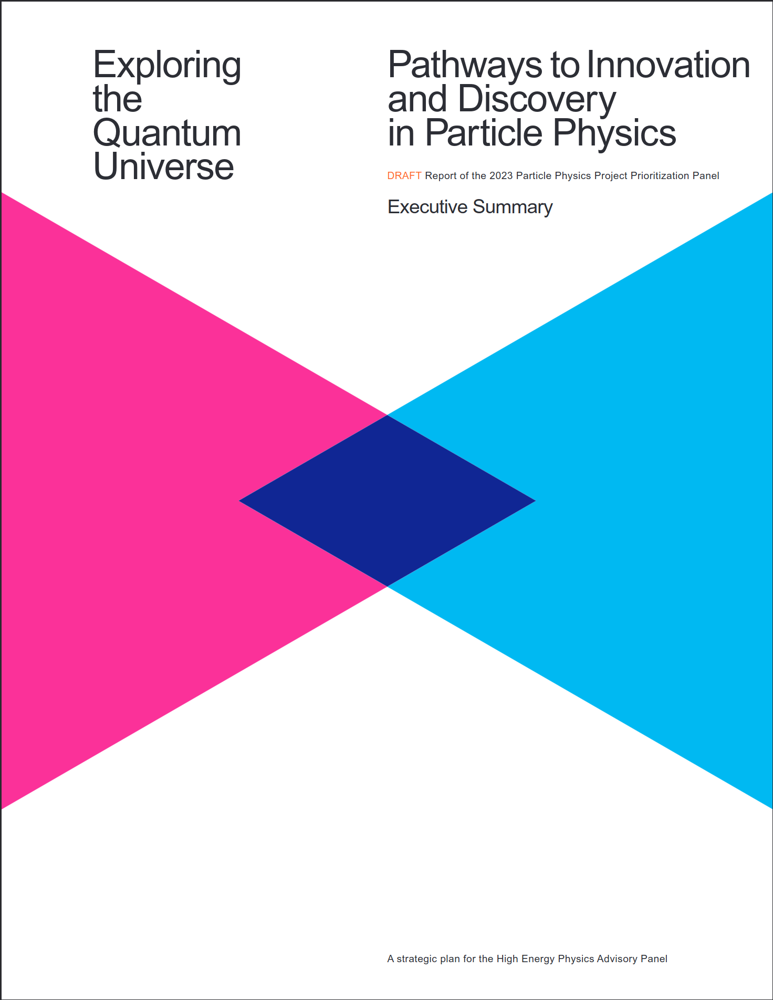 Exploring
the
Quantum
Universe
Pathways to Innovation
and Discovery
in Particle Physics
DRAFT Report of the 2023 Particle Physics Project Prioritization Panel
Executive Summary
A strategic plan for the High Energy Physics Advisory Panel